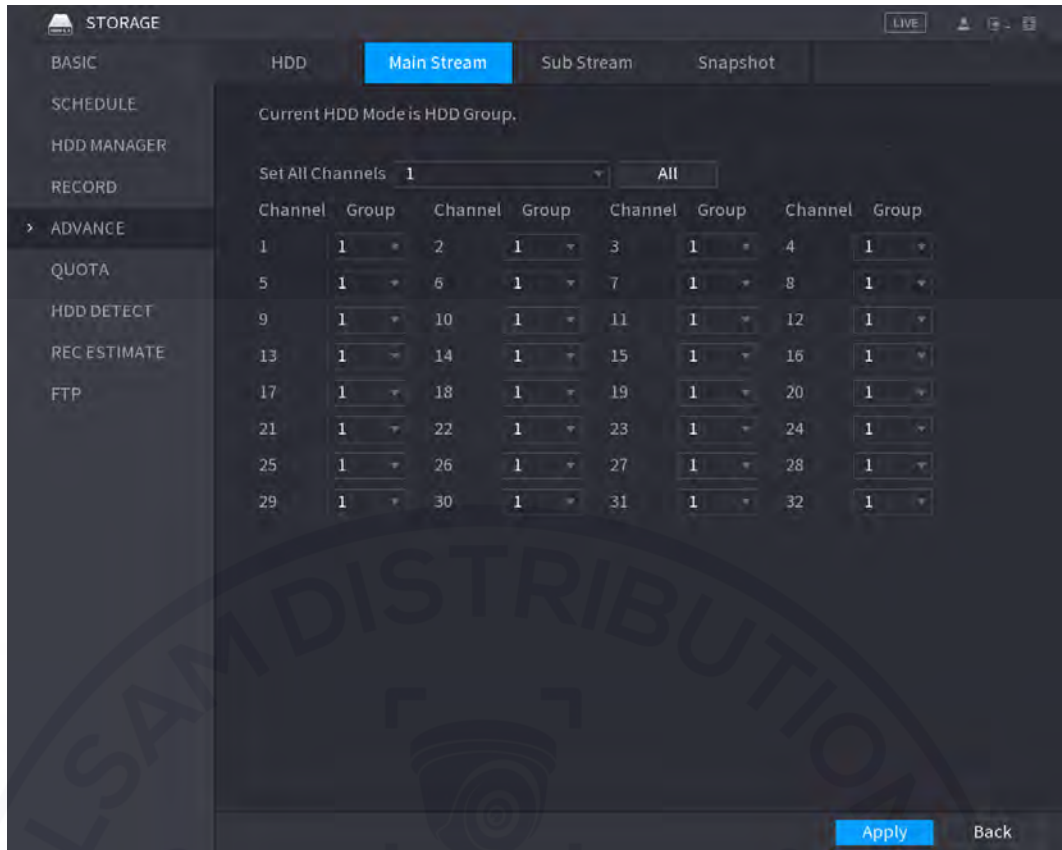 STORAGE LIVE
BASIC HDD Main Stream Sub Stream Snapshot
SCHEDULE
Current HDD Mode is HDD Group.
HDD MANAGER
Set All Channels 1 All
RECORD
Channel Group Channel Group Channel Group Channel Group
> ADVANCE
1 1 2 1 3 1 4 1
QUOTA
5 1 6 1 7 1 8 1
HDD DETECT
9 1 10 1 11 1 12 1
REC ESTIMATE
13 1 14 1 15 1 16 1
FTP
17 1 18 1 19 1 20 1
21 1 22 1 23 1 24 1
25 1 26 1 27 1 28 1
29 1 30 1 31 1 32 1
SAM DISTRIBUTION
Apply Back